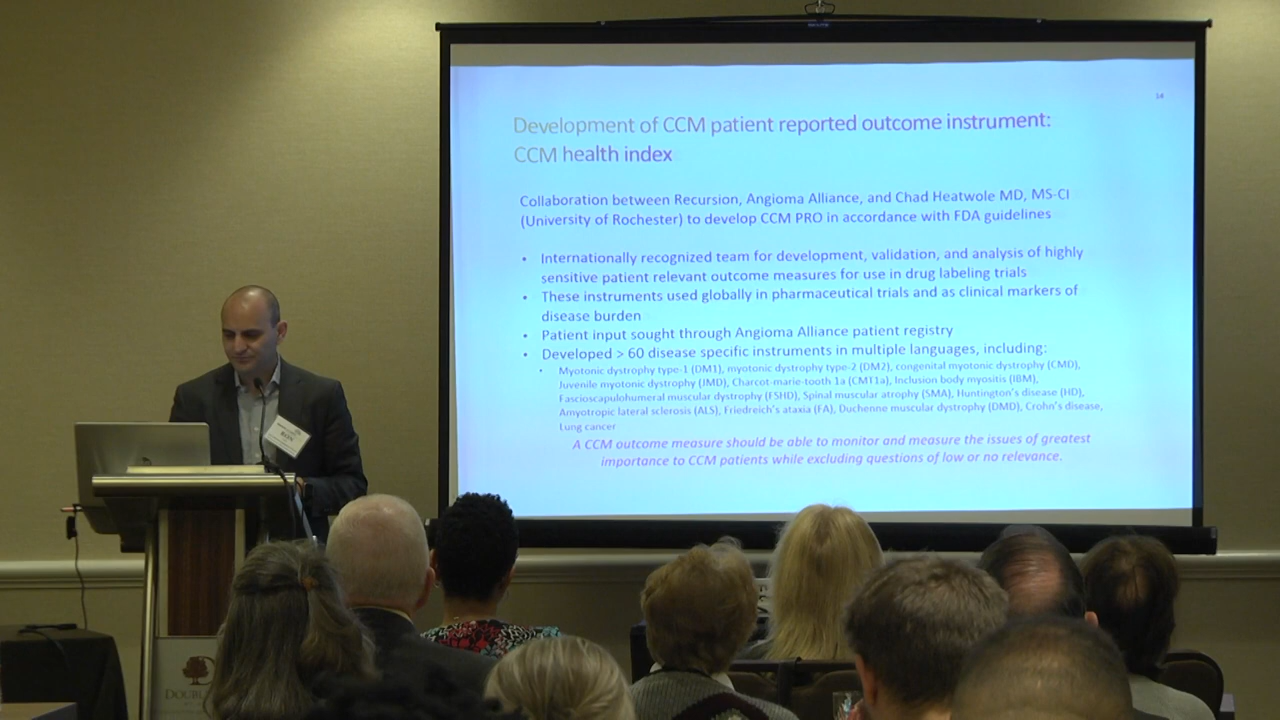 14
Development of CCM patient reported outcome instrument:
CCM health index
Collaboration between Recursion, Angioma Alliance, and Chad Heatwole MD, MS-CI
(University of Rochester) to develop CCM PRO in accordance with FDA guidelines
• Internationally recognized team for development, validation, and analysis of highly
sensitive patient relevant outcome measures for use in drug labeling trials
• These instruments used globally in pharmaceutical trials and as clinical markers of
disease burden
• Patient input sought through Angioma Alliance patient registry
• Developed > 60 disease specific instruments in multiple languages, including:
• Myotonic dystrophy type-1 (DM1), myotonic dystrophy type-2 (DM2), congenital myotonic dystrophy (CMD),
Juvenile myotonic dystrophy (JMD), Charcot-marie-tooth 1a (CMT1a), Inclusion body myositis (IBM),
Fascioscapulohumeral muscular dystrophy (FSHD), Spinal muscular atrophy (SMA), Huntington's disease (HD),
Amyotropic lateral sclerosis (ALS), Friedreich's ataxia (FA), Duchenne muscular dystrophy (DMD), Crohn's disease,
Lung cancer
A CCM outcome measure should be able to monitor and measure the issues of greatest
importance to CCM patients while excluding questions of low or no relevance.